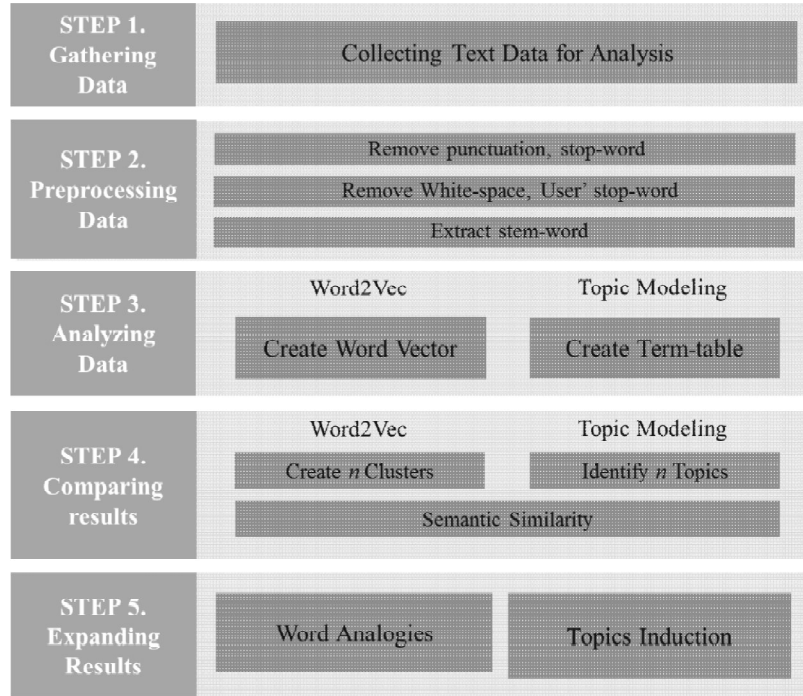 STEP 1.
Gathering
Data
Collecting Text Data for Analysis
STEP 2.
Preprocessing
Data
Remove punctuation, stop-word
Remove White-space, User' stop-word
Extract stem-word
STEP 3.
Analyzing
Data
Word2Vec
Topic Modeling
Create Word Vector
Create Term-table
STEP 4.
Comparing
results
Word2Vec
Topic Modeling
Create n Clusters
Identify n Topics
Semantic Similarity
STEP 5.
Expanding
Results
Word Analogies
Topics Induction